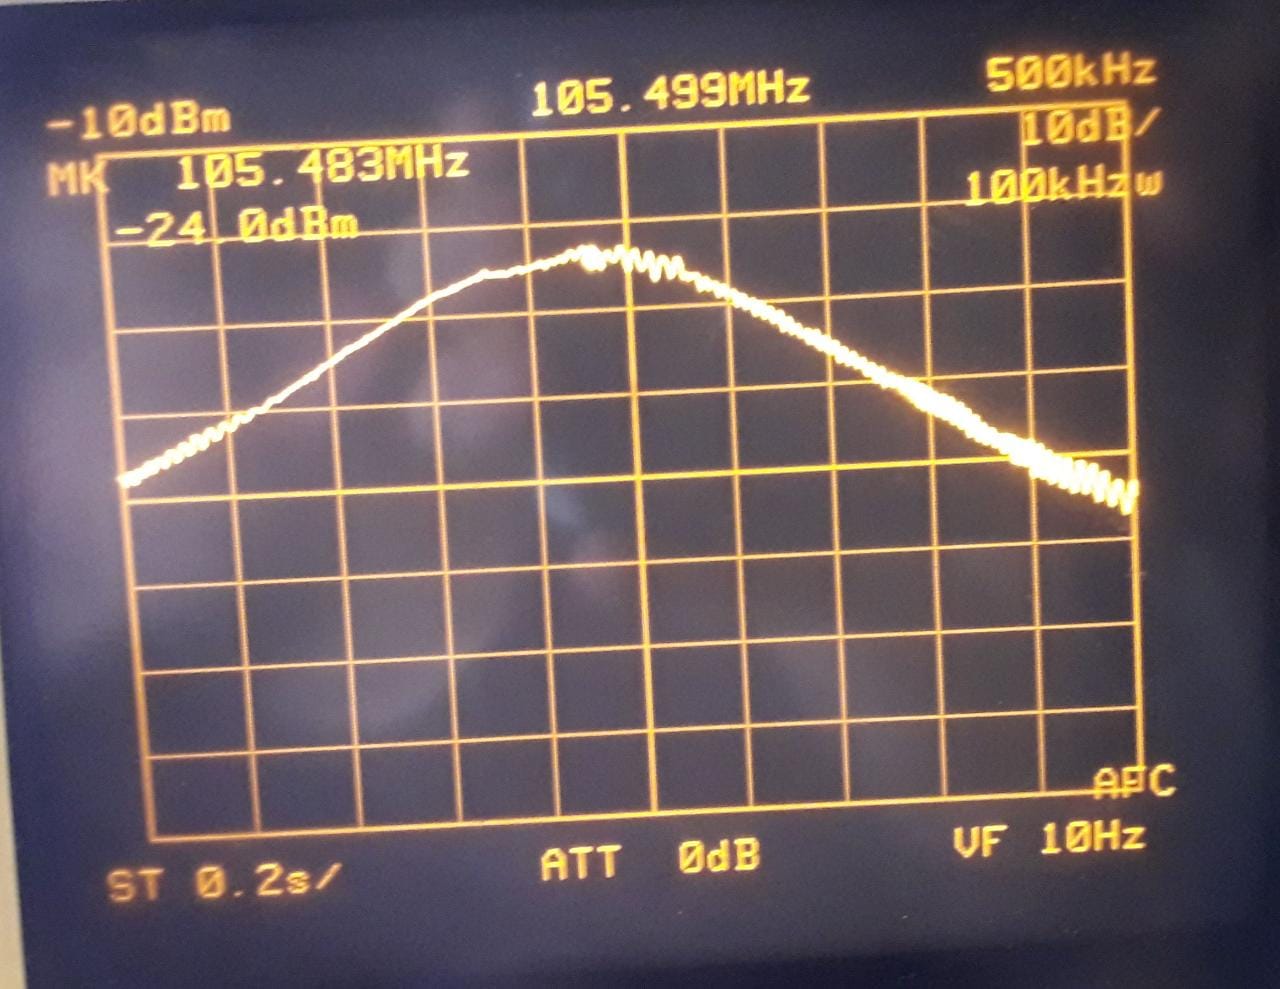 -10dBm 105.499MHz 500kHz
10dB/
MK 105.483MHz 100kHzw
-24.0dBm
AFC
ST 0.2s/ ATT 0dB VF 10Hz